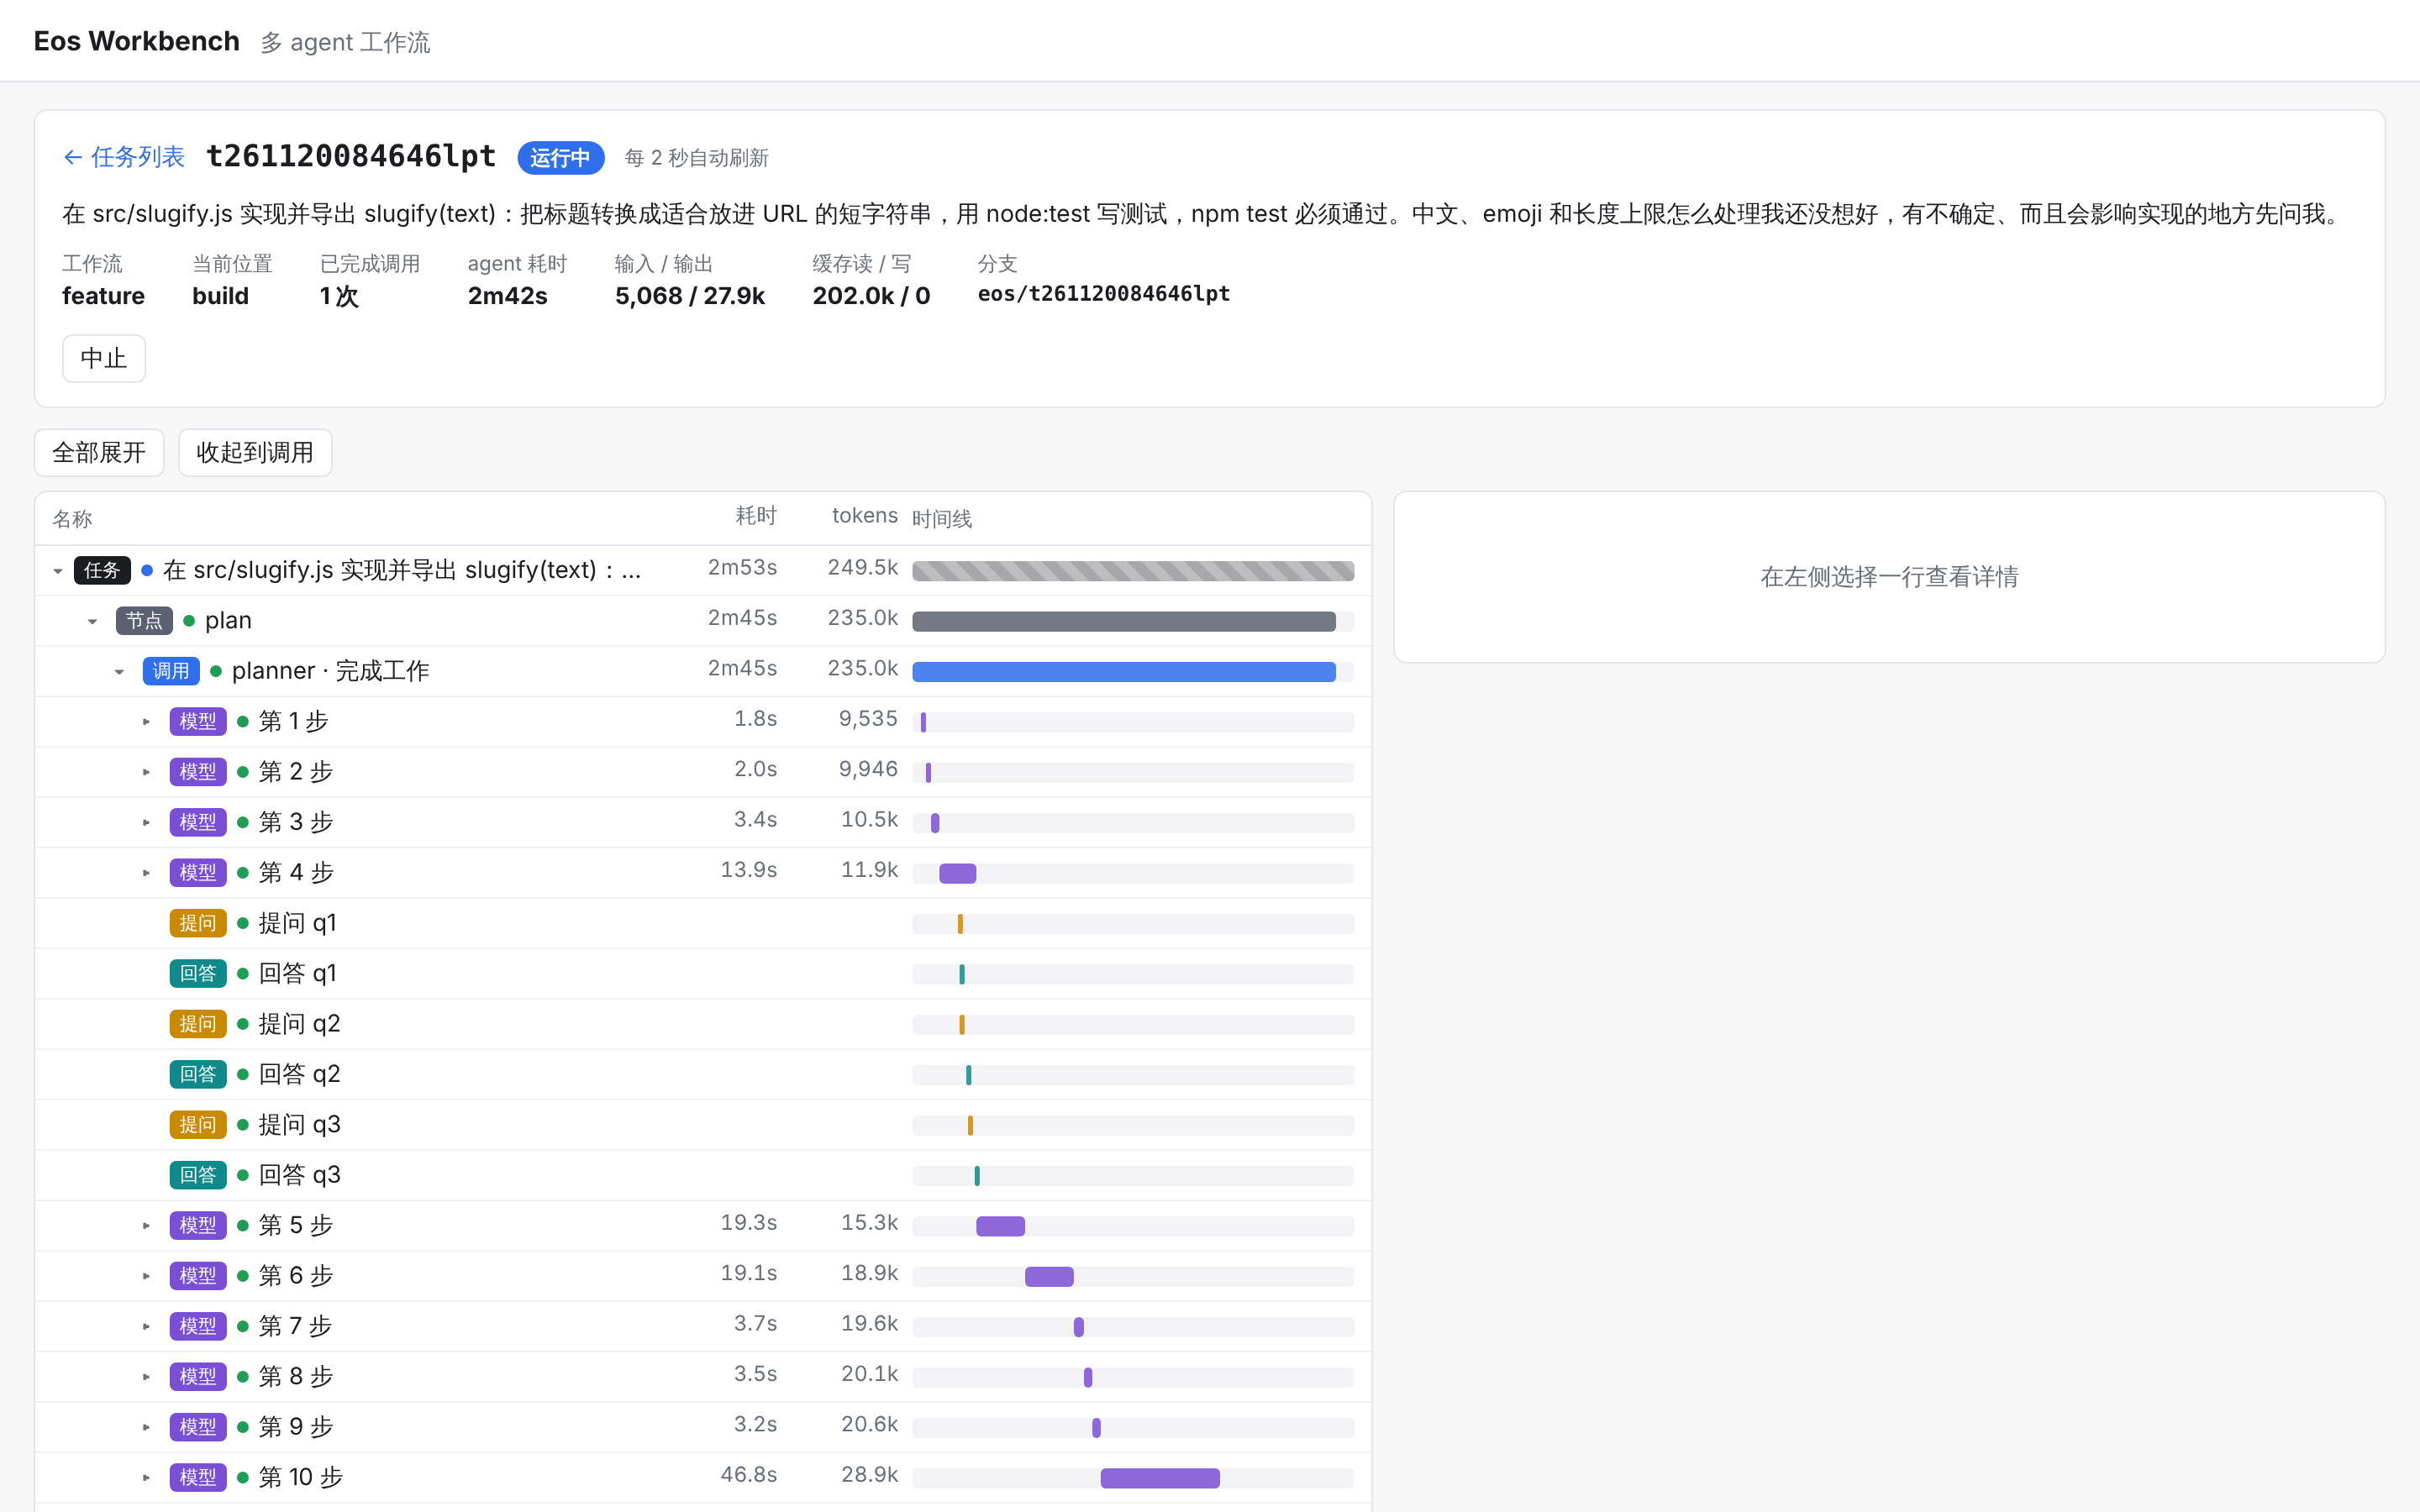 Eos Workbench 多 agent 工作流
← 任务列表 t261120084646lpt 运行中 每 2 秒自动刷新
在 src/slugify.js 实现并导出 slugify(text)：把标题转换成适合放进 URL 的短字符串，用 node:test 写测试，npm test 必须通过。中文、emoji 和长度上限怎么处理我还没想好，有不确定、而且会影响实现的地方先问我。
工作流 当前位置 已完成调用 agent 耗时 输入 / 输出 缓存读 / 写 分支
feature build 1 次 2m42s 5,068 / 27.9k 202.0k / 0 eos/t261120084646lpt
中止
全部展开 收起到调用
名称 耗时 tokens 时间线
任务 在 src/slugify.js 实现并导出 slugify(text)：... 2m53s 249.5k
节点 plan 2m45s 235.0k
调用 planner · 完成工作 2m45s 235.0k
模型 第 1 步 1.8s 9,535
模型 第 2 步 2.0s 9,946
模型 第 3 步 3.4s 10.5k
模型 第 4 步 13.9s 11.9k
提问 提问 q1
回答 回答 q1
提问 提问 q2
回答 回答 q2
提问 提问 q3
回答 回答 q3
模型 第 5 步 19.3s 15.3k
模型 第 6 步 19.1s 18.9k
模型 第 7 步 3.7s 19.6k
模型 第 8 步 3.5s 20.1k
模型 第 9 步 3.2s 20.6k
模型 第 10 步 46.8s 28.9k
在左侧选择一行查看详情